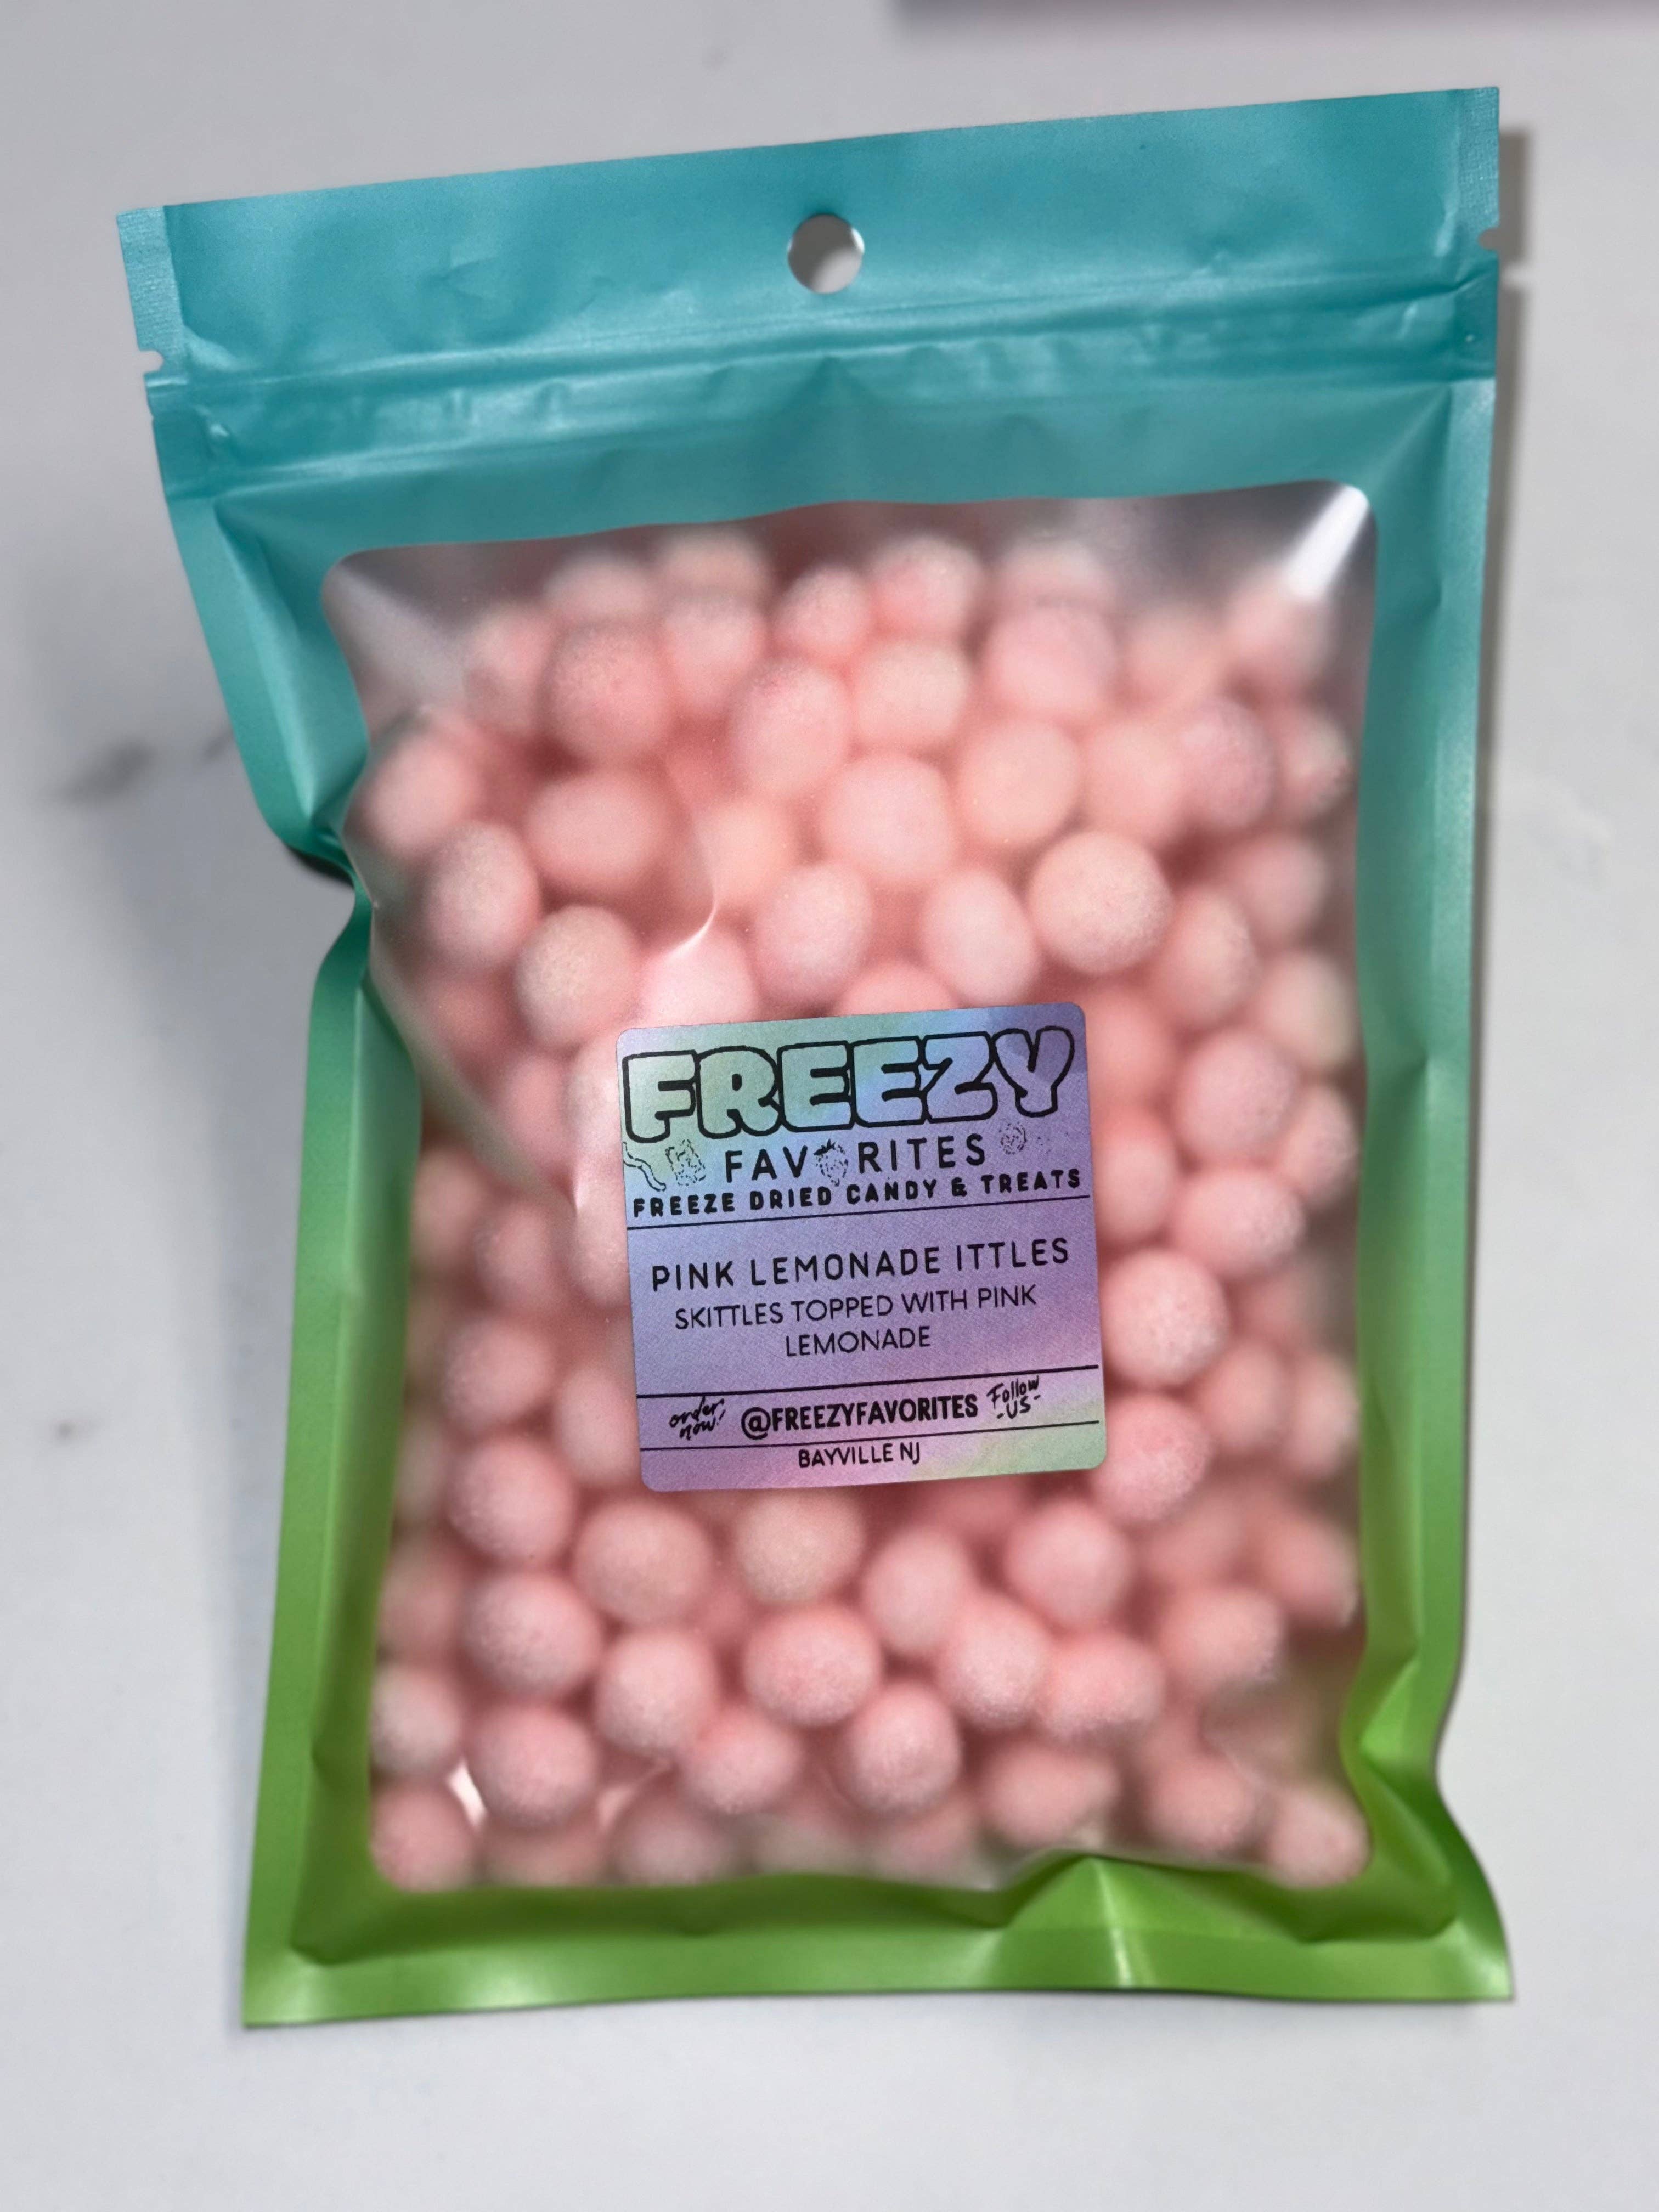 FREEZY
FAVORITES
FREEZE DRIED CANDY & TREATS
PINK LEMONADE ITTLES
SKITTLES TOPPED WITH PINK
LEMONADE
order now! @FREEZYFAVORITES Follow -US-
BAYVILLE NJ